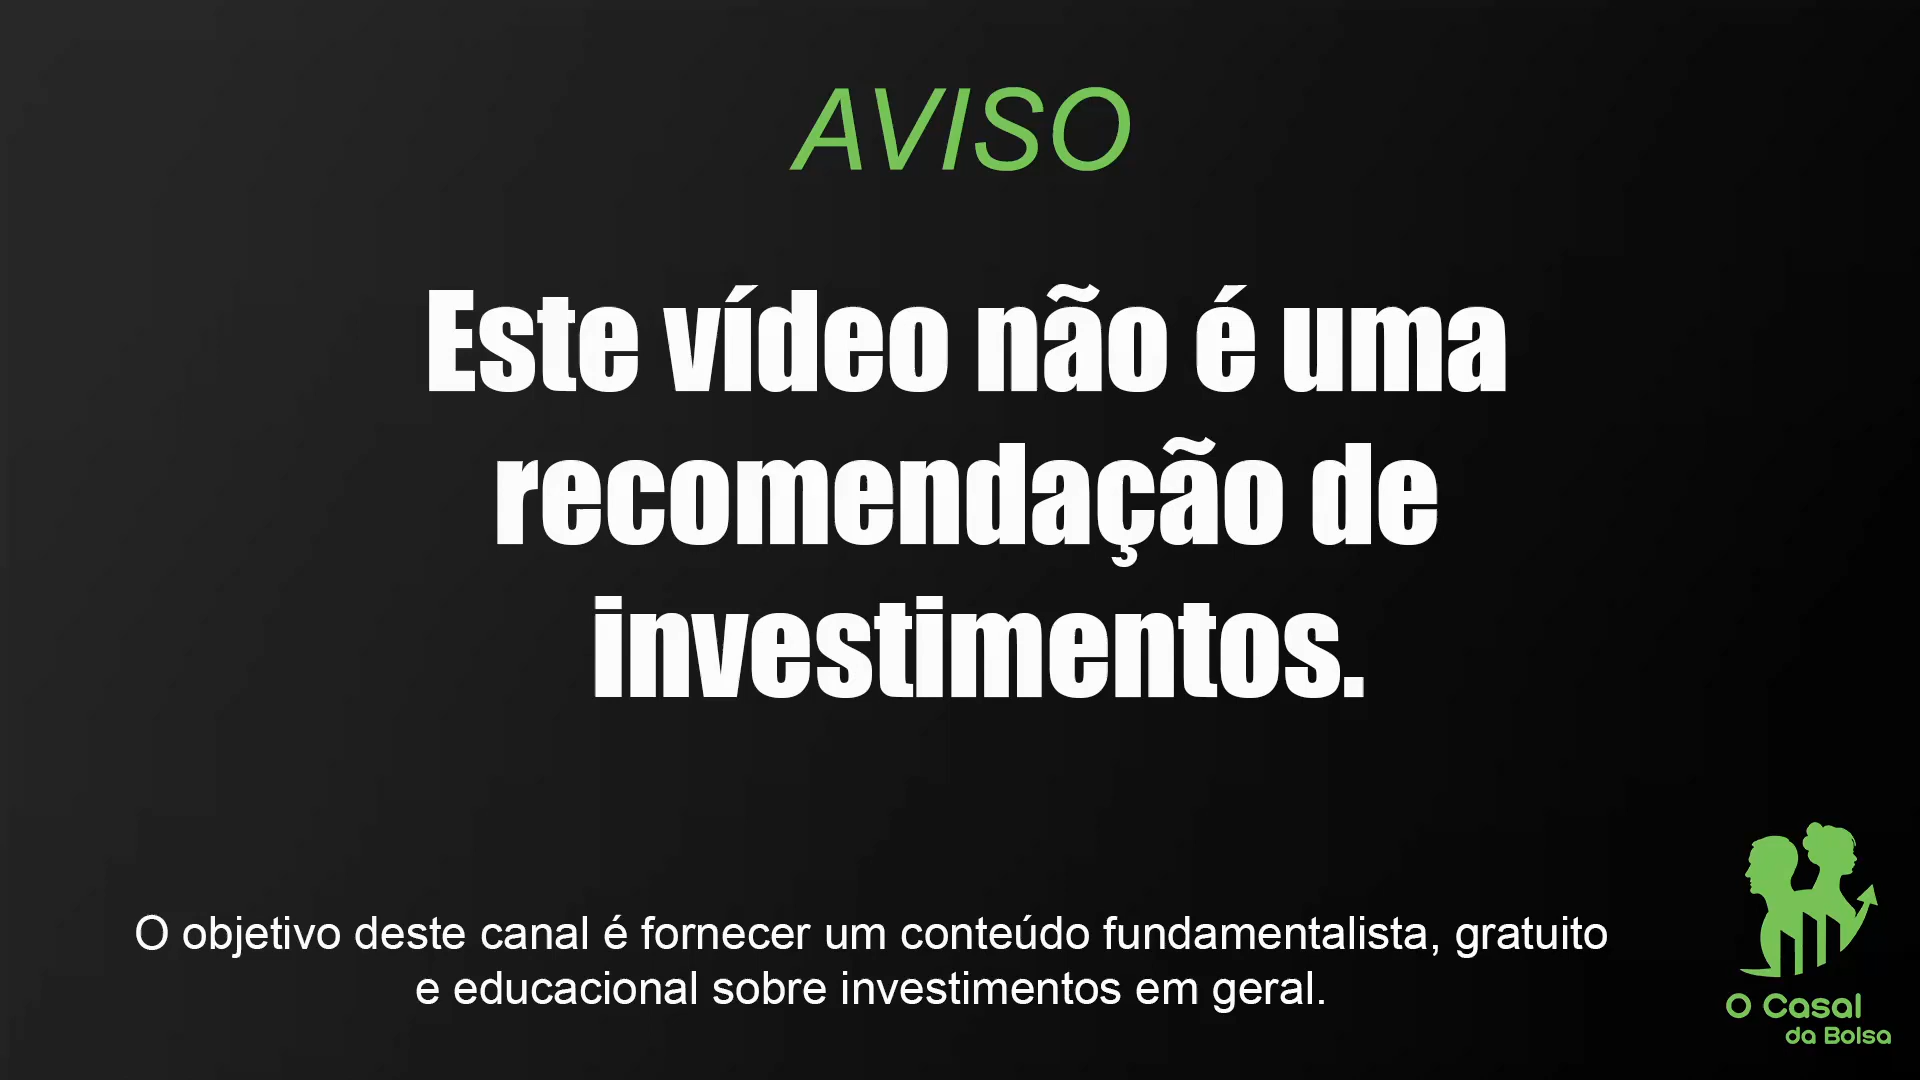 AVISO
Este vídeo não é uma
recomendação de
investimentos.
O objetivo deste canal é fornecer um conteúdo fundamentalista, gratuito
e educacional sobre investimentos em geral.
O Casal
da Bolsa